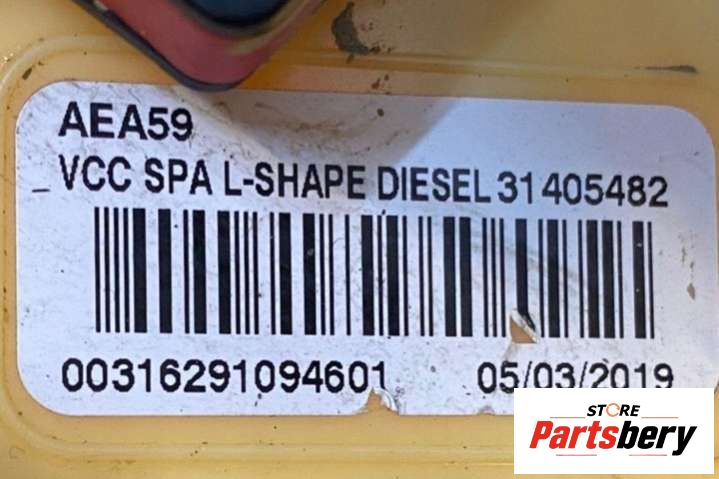 AEA59
_ VCC SPA L-SHAPE DIESEL 31405482
00316291094601 05/03/2019
STORE
Partsbery